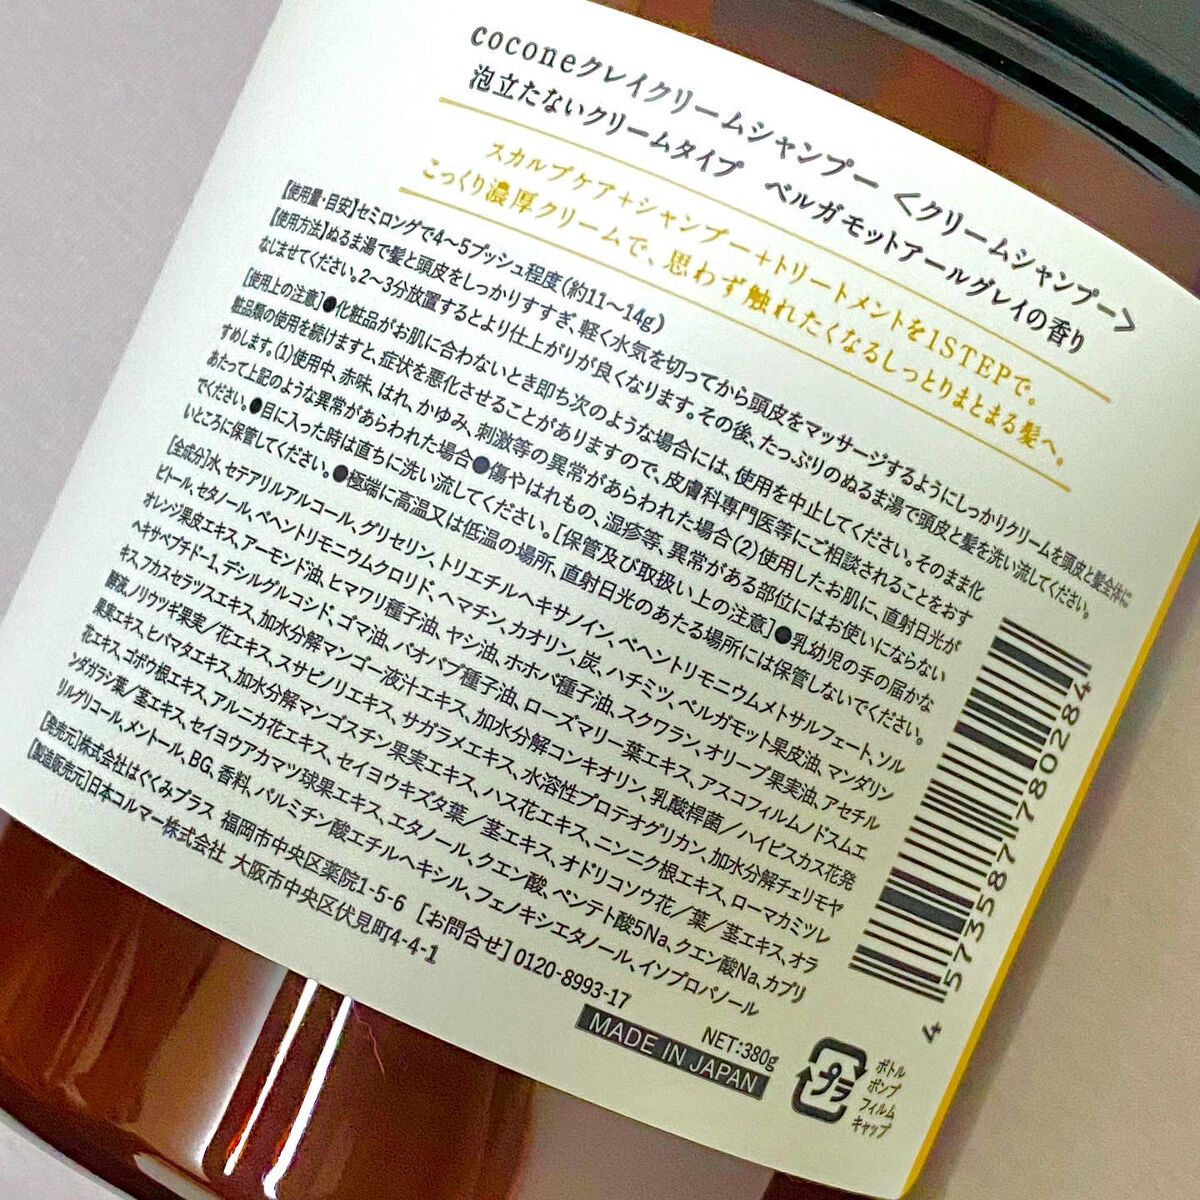 coconeクレイクリームシャンプー <クリームシャンプー>
泡立たないクリームタイプ ベルガモットアールグレイの香り
スカルプケア+シャンプー+トリートメントを1STEPで。
こっくり濃厚クリームで、思わず触れたくなるしっとりまとまる髪へ。
【使用量・目安】セミロングで4〜5プッシュ程度(約11〜14g)
【使用方法】ぬるま湯で髪と頭皮をしっかりすすぎ、軽く水気を切ってから頭皮をマッサージするようにしっかりクリームを頭皮と髪全体に
なじませてください。2〜3分放置するとより仕上がりが良くなります。その後、たっぷりのぬるま湯で頭皮と髪を洗い流してください。
【使用上の注意】●化粧品がお肌に合わないとき即ち次のような場合には、使用を中止してください。そのまま化
粧品類の使用を続けますと、症状を悪化させることがありますので、皮膚科専門医等にご相談されることをおす
すめします。(1)使用中、赤味、はれ、かゆみ、刺激等の異常があらわれた場合(2)使用したお肌に、直射日光が
あたって上記のような異常があらわれた場合●傷やはれもの、湿疹等、異常がある部位にはお使いにならない
でください。●目に入った時は直ちに洗い流してください。[保管及び取扱い上の注意]●乳幼児の手の届かな
いところに保管してください。●極端に高温又は低温の場所、直射日光のあたる場所には保管しないでください。
【全成分】水、セテアリルアルコール、グリセリン、トリエチルヘキサノイン、ベヘントリモニウムメトサルフェート、ソル
ビトール、セタノール、ベヘントリモニウムクロリド、ヘマチン、カオリン、炭、ハチミツ、ベルガモット果皮油、マンダリン
オレンジ果皮エキス、アーモンド油、ヒマワリ種子油、ヤシ油、ホホバ種子油、スクワラン、オリーブ果実油、アセチル
ヘキサペプチド-1、デシルグルコシド、ゴマ油、バオバブ種子油、ローズマリー葉エキス、アスコフィルムノドスムエ
キス、フカスセラツスエキス、加水分解マンゴー液汁エキス、加水分解コンキオリン、乳酸桿菌/ハイビスカス花発
酵液、ノリウツギ果実/花エキス、スサビノリエキス、サガラメエキス、水溶性プロテオグリカン、加水分解チェリモヤ
果実エキス、ヒバマタエキス、加水分解マンゴスチン果実エキス、ハス花エキス、ニンニク根エキス、ローマカミツレ
花エキス、ゴボウ根エキス、アルニカ花エキス、セイヨウキズタ葉/茎エキス、オドリコソウ花/葉/茎エキス、オラ
ンダガラシ葉/茎エキス、セイヨウアカマツ球果エキス、エタノール、クエン酸、ペンテト酸5Na、クエン酸Na、カプリ
リルグリコール、メントール、BG、香料、パルミチン酸エチルヘキシル、フェノキシエタノール、イソプロパノール
【発売元】株式会社はぐくみプラス 福岡市中央区薬院1-5-6 [お問合せ] 0120-8993-17
【製造販売元】日本コルマー株式会社 大阪市中央区伏見町4-4-1
NET:380g
MADE IN JAPAN
プラ
ボトル
ポンプ
フィルム
キャップ
4 573587 780284